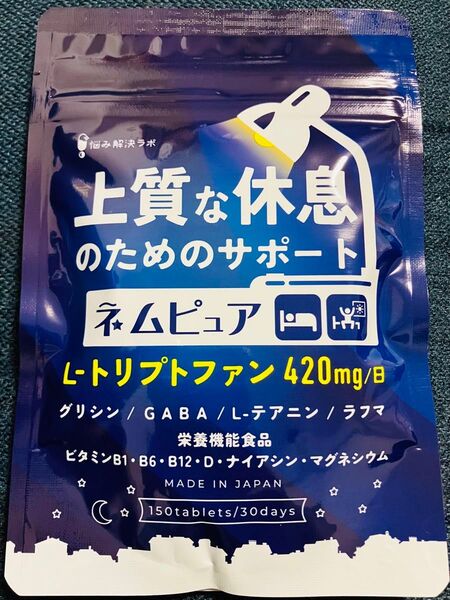 悩み解決ラボ
上質な休息
のためのサポート
ネムピュア
L-トリプトファン 420mg/日
グリシン / GABA / L-テアニン / ラフマ
栄養機能食品
ビタミンB1・B6・B12・D・ナイアシン・マグネシウム
MADE IN JAPAN
150tablets/30days